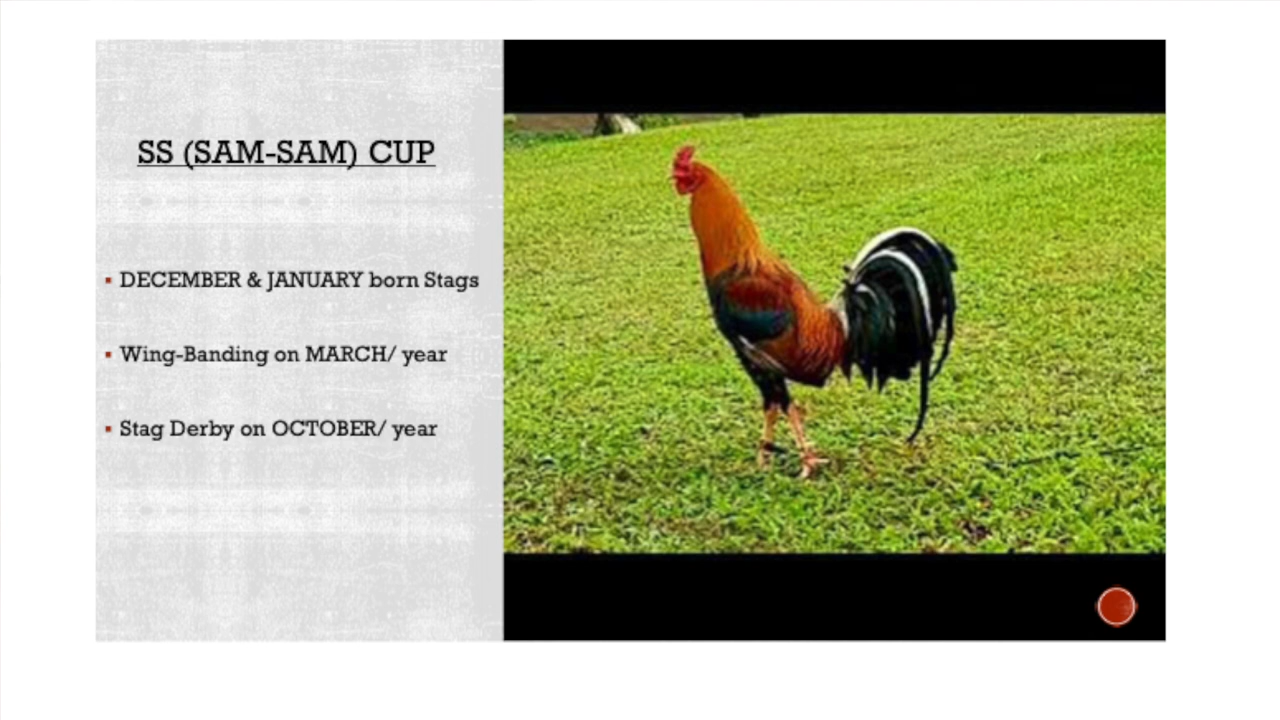 SS (SAM-SAM) CUP
DECEMBER & JANUARY born Stags
Wing-Banding on MARCH/ year
Stag Derby on OCTOBER/ year